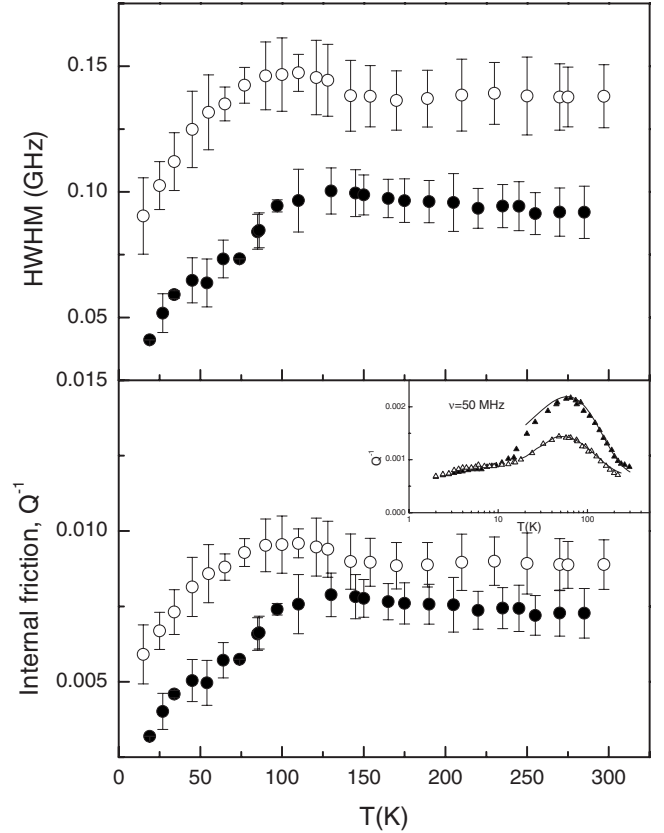 0.15
0.10
0.05
HWHM (GHz)
0.015
0.010
0.005
Internal friction, Q⁻¹
ν=50 MHz
0.002
0.001
0.000
Q⁻¹
1 10 100
T(K)
0 50 100 150 200 250 300
T(K)